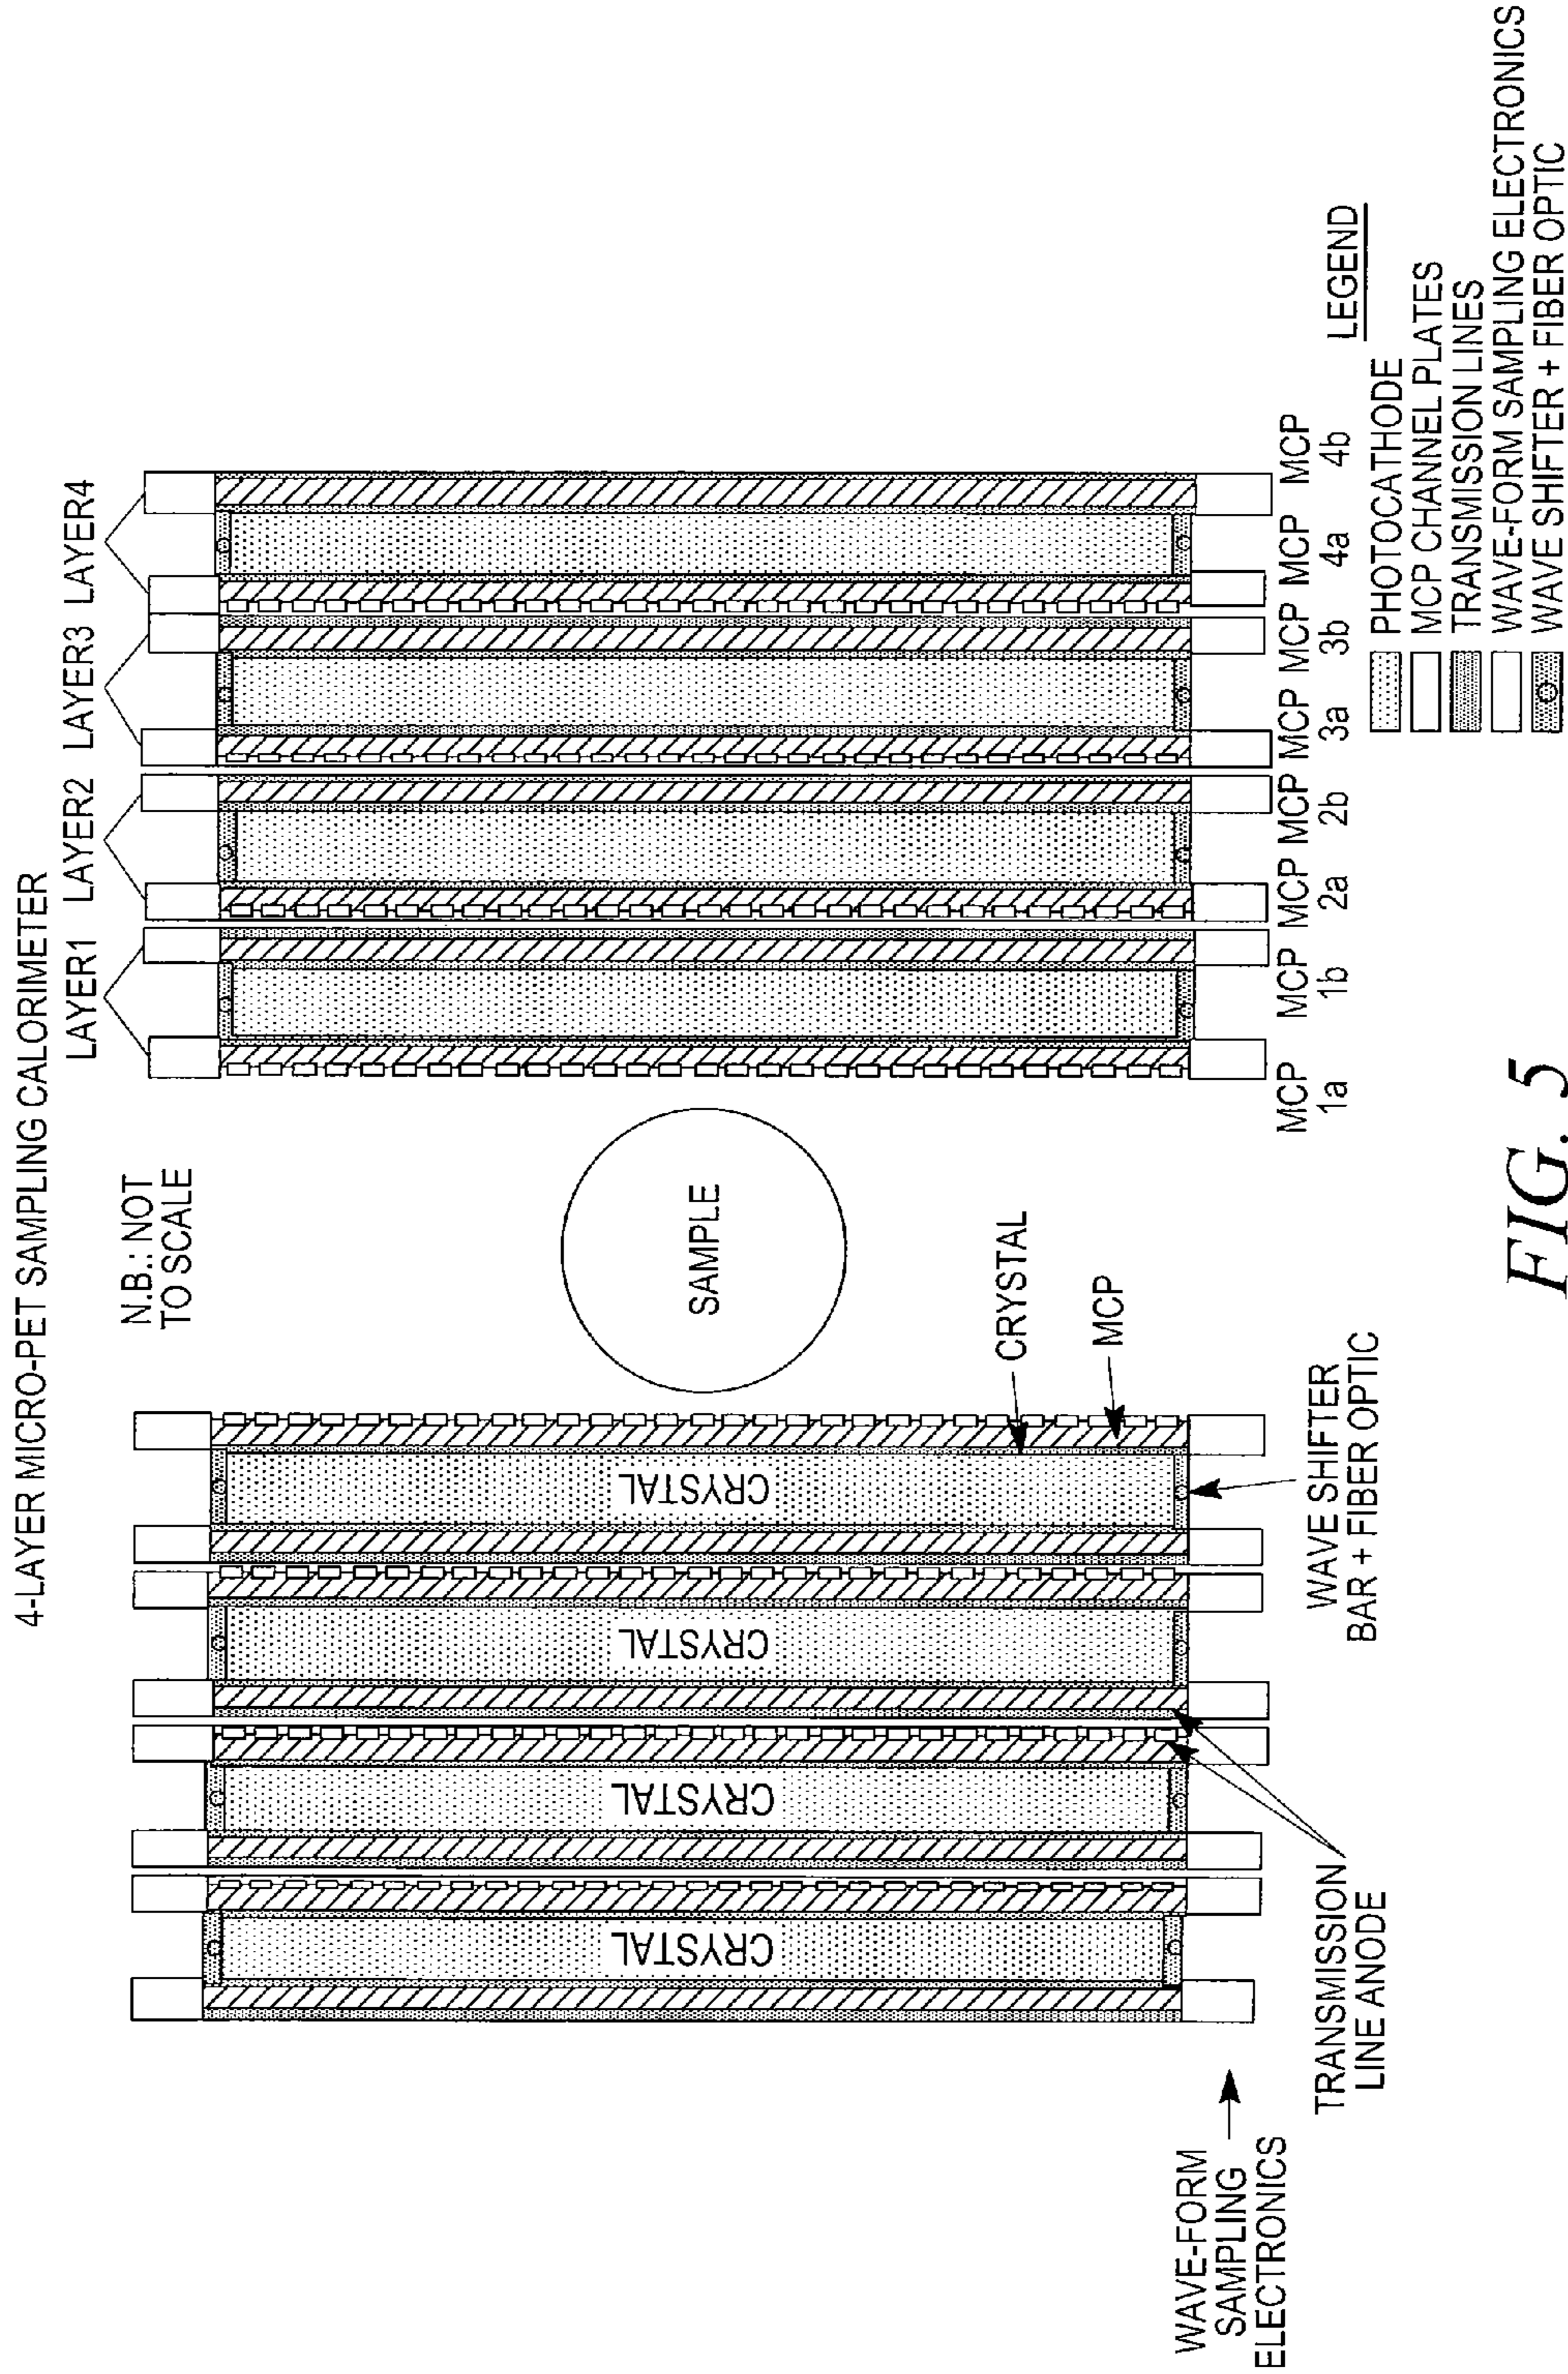 4-LAYER MICRO-PET SAMPLING CALORIMETER
N.B.: NOT
TO SCALE
LAYER1
LAYER2
LAYER3
LAYER4
CRYSTAL
CRYSTAL
CRYSTAL
CRYSTAL
SAMPLE
CRYSTAL
MCP
WAVE SHIFTER
BAR + FIBER OPTIC
TRANSMISSION
LINE ANODE
WAVE-FORM
SAMPLING
ELECTRONICS
MCP
1a
MCP
1b
MCP
2a
MCP
2b
MCP
3a
MCP
3b
MCP
4a
MCP
4b
LEGEND
PHOTOCATHODE
MCP CHANNEL PLATES
TRANSMISSION LINES
WAVE-FORM SAMPLING ELECTRONICS
WAVE SHIFTER + FIBER OPTIC
FIG. 5